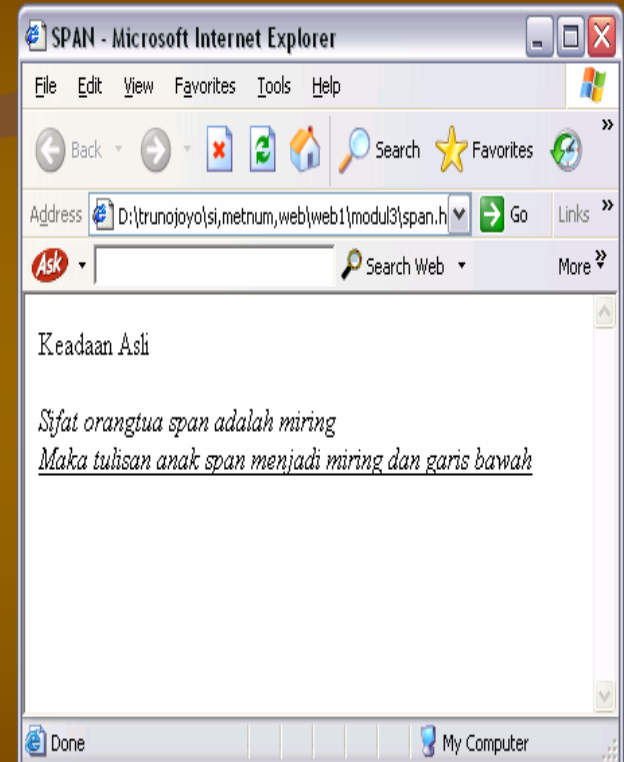 SPAN - Microsoft Internet Explorer
File Edit View Favorites Tools Help
Back Search Favorites »
Address D:\trunojoyo\si,metnum,web\web1\modul3\span.h Go Links »
Ask Search Web More »
Keadaan Asli
Sifat orangtua span adalah miring
Maka tulisan anak span menjadi miring dan garis bawah
Done My Computer